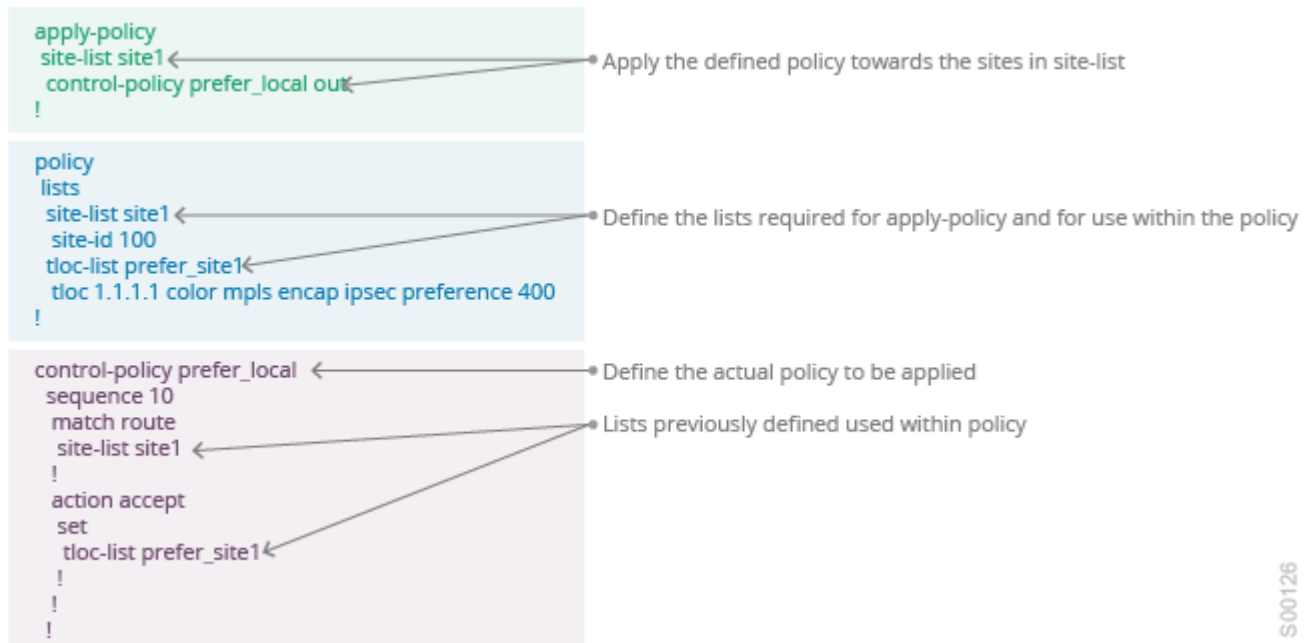 apply-policy
site-list site1
control-policy prefer_local out
!
Apply the defined policy towards the sites in site-list
policy
lists
site-list site1
site-id 100
tloc-list prefer_site1
tloc 1.1.1.1 color mpls encap ipsec preference 400
!
Define the lists required for apply-policy and for use within the policy
control-policy prefer_local
sequence 10
match route
site-list site1
!
action accept
set
tloc-list prefer_site1
!
!
!
Define the actual policy to be applied
Lists previously defined used within policy
S00126